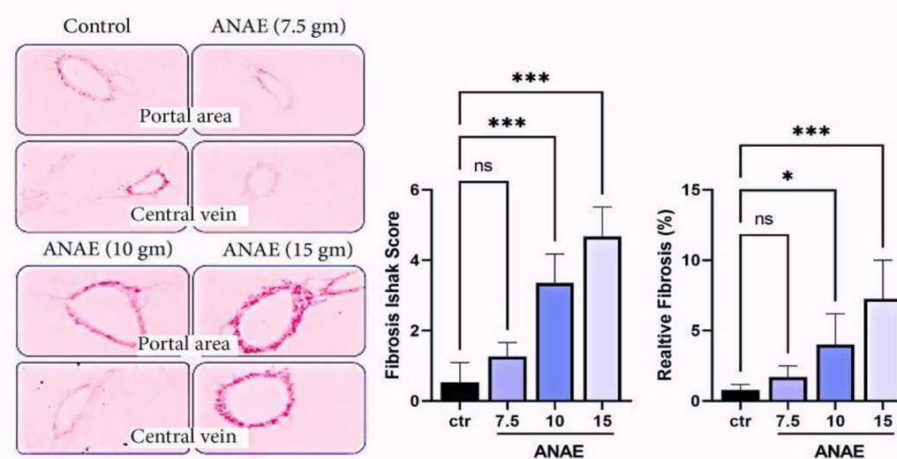 Control ANAE (7.5 gm)
Portal area
Central vein
ANAE (10 gm) ANAE (15 gm)
Portal area
Central vein
Fibrosis Ishak Score
6
4
2
0
ns
***
***
ctr 7.5 10 15
ANAE
Realtive Fibrosis (%)
15
10
5
0
ns
*
***
ctr 7.5 10 15
ANAE